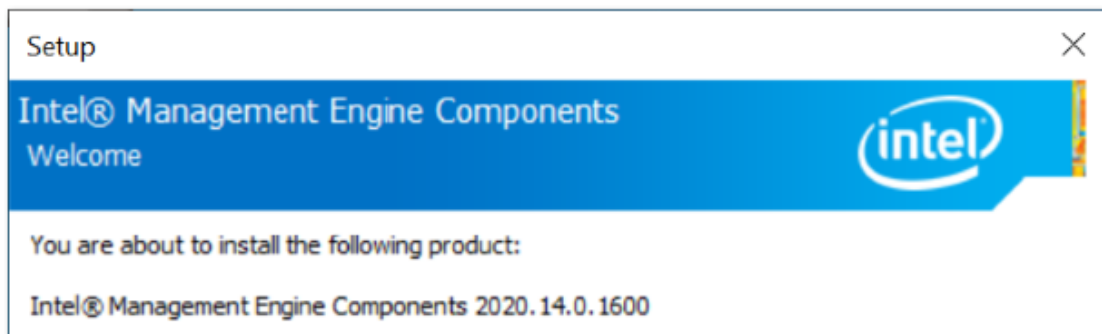 Setup
Intel® Management Engine Components
Welcome
intel®
You are about to install the following product:
Intel® Management Engine Components 2020.14.0.1600